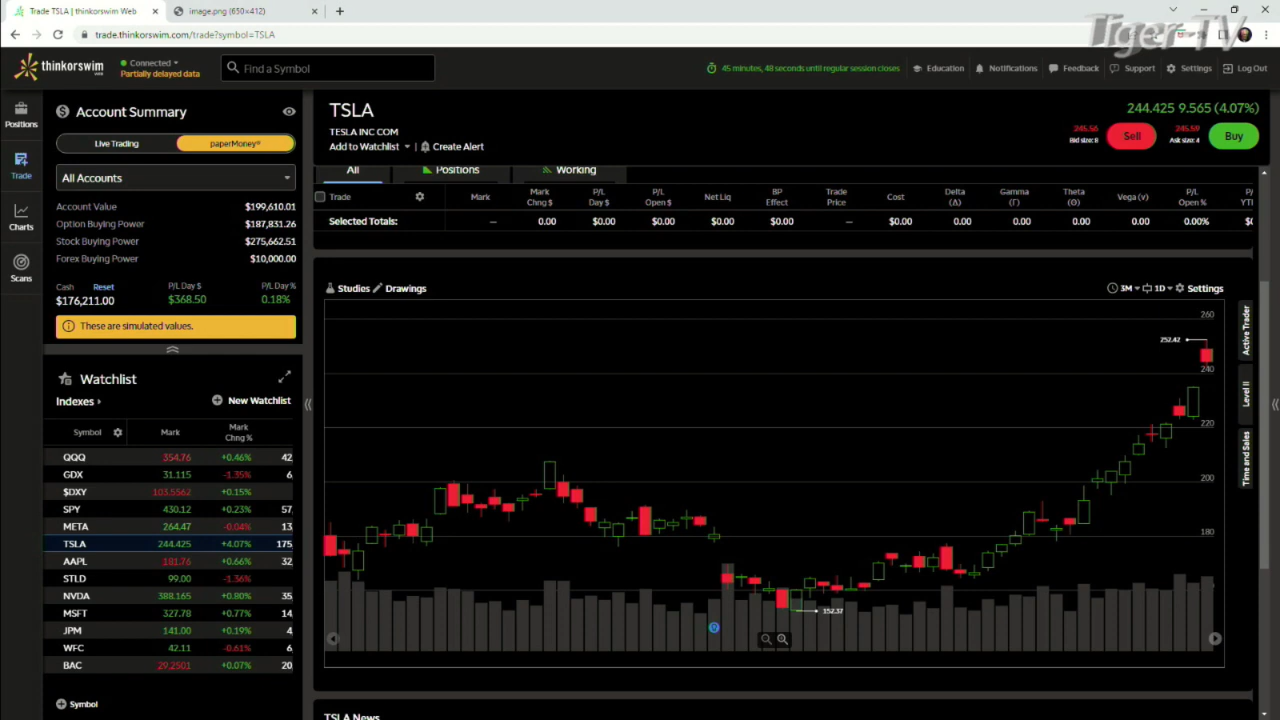 Trade TSLA | thinkorswim Web
image.png (650×412)
trade.thinkorswim.com/trade?symbol=TSLA
Tiger TV
thinkorswim
Connected
Partially delayed data
Find a Symbol
45 minutes, 48 seconds until regular session closes
Education
Notifications
Feedback
Support
Settings
Log Out
Positions
Trade
Charts
Scans
Account Summary
Live Trading
paperMoney®
All Accounts
Account Value $199,610.01
Option Buying Power $187,831.26
Stock Buying Power $275,662.51
Forex Buying Power $10,000.00
Cash Reset P/L Day $ P/L Day %
$176,211.00 $368.50 0.18%
These are simulated values.
Watchlist
Indexes
New Watchlist
Symbol Mark Mark Chng %
QQQ 354.76 +0.46% 42
GDX 31.115 -1.35% 6,
$DXY 103.5562 +0.15%
SPY 430.12 +0.23% 57,
META 264.47 -0.04% 13,
TSLA 244.425 +4.07% 175,
AAPL 181.76 +0.66% 32,
STLD 99.00 -1.36%
NVDA 388.165 +0.80% 35
MSFT 327.78 +0.77% 14,
JPM 141.00 +0.19% 4,
WFC 42.11 -0.61% 6,
BAC 29.2501 +0.07% 20
Symbol
TSLA
TESLA INC COM
Add to Watchlist | Create Alert
244.425 9.565 (4.07%)
245.56
Bid size: 8
Sell
245.59
Ask size: 4
Buy
All Positions Working
Trade Mark Mark Chng $ P/L Day $ P/L Open $ Net Liq BP Effect Trade Price Cost Delta (Δ) Gamma (Γ) Theta (Θ) Vega (v) P/L Open % P/ YTI
Selected Totals: — 0.00 $0.00 $0.00 $0.00 $0.00 — $0.00 0.00 0.00 0.00 0.00 0.00% $0
Studies Drawings
3M 1D Settings
260
252.42
240
220
200
180
152.37
Active Trader
Level II
Time and Sales
TSLA News